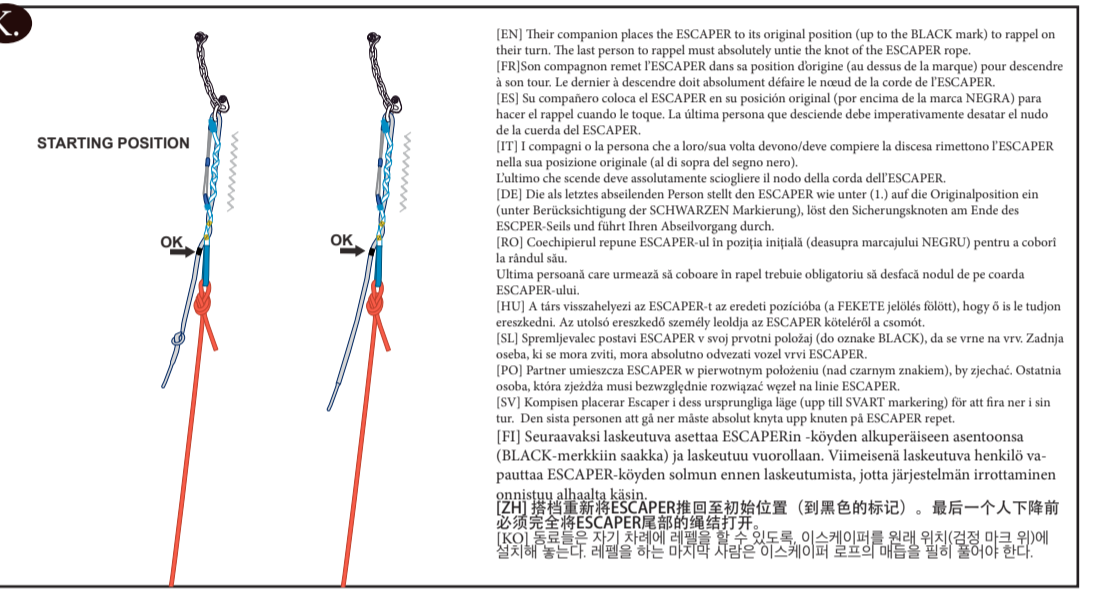 K.
STARTING POSITION
OK
OK
[EN] Their companion places the ESCAPER to its original position (up to the BLACK mark) to rappel on
their turn. The last person to rappel must absolutely untie the knot of the ESCAPER rope.
[FR]Son compagnon remet l'ESCAPER dans sa position d'origine (au dessus de la marque) pour descendre
à son tour. Le dernier à descendre doit absolument défaire le nœud de la corde de l'ESCAPER.
[ES] Su compañero coloca el ESCAPER en su posición original (por encima de la marca NEGRA) para
hacer el rappel cuando le toque. La última persona que desciende debe imperativamente desatar el nudo
de la cuerda del ESCAPER.
[IT] I compagni o la persona che a loro/sua volta devono/deve compiere la discesa rimettono l'ESCAPER
nella sua posizione originale (al di sopra del segno nero).
L'ultimo che scende deve assolutamente sciogliere il nodo della corda dell'ESCAPER.
[DE] Die als letztes abseilenden Person stellt den ESCAPER wie unter (1.) auf die Originalposition ein
(unter Berücksichtigung der SCHWARZEN Markierung), löst den Sicherungsknoten am Ende des
ESCPER-Seils und führt Ihren Abseilvorgang durch.
[RO] Coechipierul repune ESCAPER-ul în poziția inițială (deasupra marcajului NEGRU) pentru a coborî
la rândul său.
Ultima persoană care urmează să coboare în rapel trebuie obligatoriu să desfacă nodul de pe coarda
ESCAPER-ului.
[HU] A társ visszahelyezi az ESCAPER-t az eredeti pozícióba (a FEKETE jelölés fölött), hogy ő is le tudjon
ereszkedni. Az utolsó ereszkedő személy leoldja az ESCAPER köteléről a csomót.
[SL] Spremljevalec postavi ESCAPER v svoj prvotni položaj (do oznake BLACK), da se vrne na vrv. Zadnja
oseba, ki se mora zviti, mora absolutno odvezati vozel vrvi ESCAPER.
[PO] Partner umieszcza ESCAPER w pierwotnym położeniu (nad czarnym znakiem), by zjechać. Ostatnia
osoba, która zjeżdża musi bezwzględnie rozwiązać węzeł na linie ESCAPER.
[SV] Kompisen placerar Escaper i dess ursprungliga läge (upp till SVART markering) för att fira ner i sin
tur. Den sista personen att gå ner måste absolut knyta upp knuten på ESCAPER repet.
[FI] Seuraavaksi laskeutuva asettaa ESCAPERin -köyden alkuperäiseen asentoonsa
(BLACK-merkkiin saakka) ja laskeutuu vuorollaan. Viimeisenä laskeutuva henkilö va-
pauttaa ESCAPER-köyden solmun ennen laskeutumista, jotta järjestelmän irrottaminen
onnistuu alhaalta käsin.
[ZH] 搭档重新将ESCAPER推回至初始位置（到黑色的标记）。最后一个人下降前
必须完全将ESCAPER尾部的绳结打开。
[KO] 동료들은 자기 차례에 레펠을 할 수 있도록, 이스케이퍼를 원래 위치(검정 마크 위)에
설치해 놓는다. 레펠을 하는 마지막 사람은 이스케이퍼 로프의 매듭을 필히 풀어야 한다.